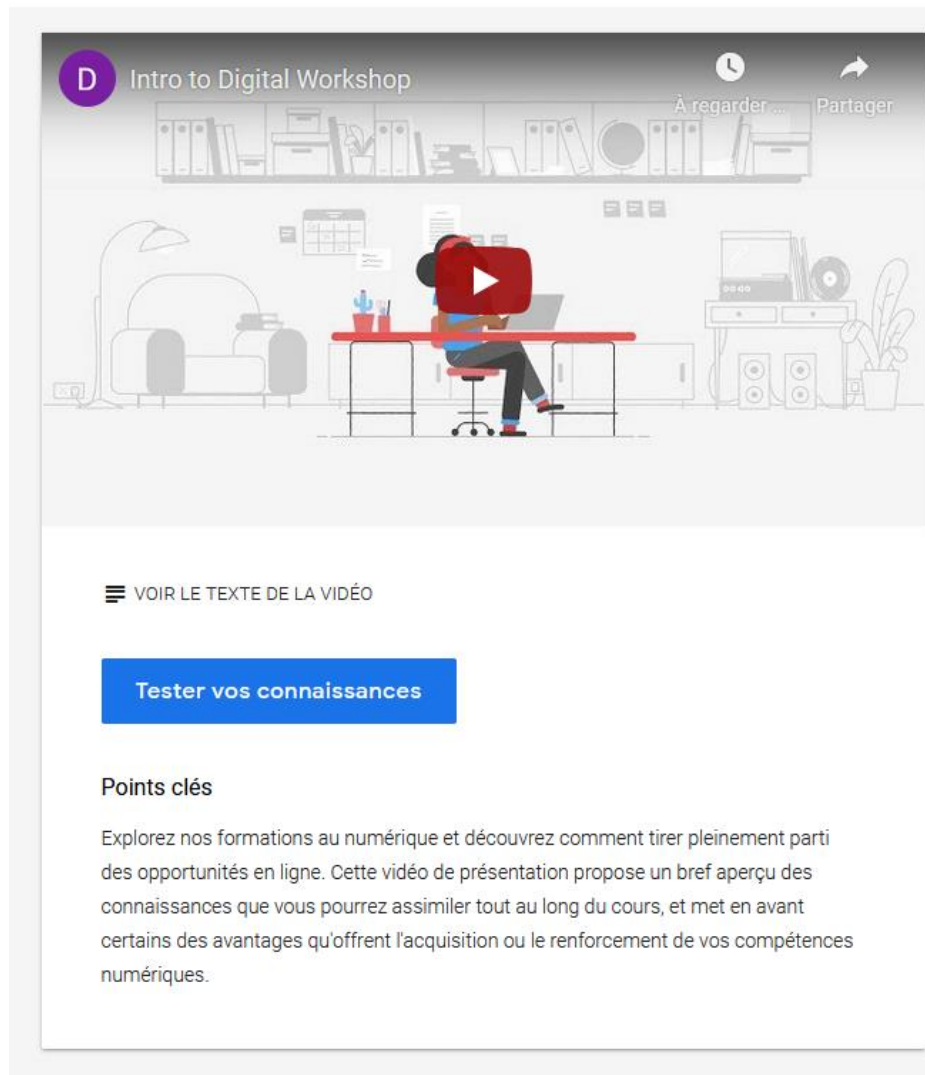 D
Intro to Digital Workshop
À regarder ...
Partager
VOIR LE TEXTE DE LA VIDÉO
Tester vos connaissances
Points clés
Explorez nos formations au numérique et découvrez comment tirer pleinement parti
des opportunités en ligne. Cette vidéo de présentation propose un bref aperçu des
connaissances que vous pourrez assimiler tout au long du cours, et met en avant
certains des avantages qu'offrent l'acquisition ou le renforcement de vos compétences
numériques.